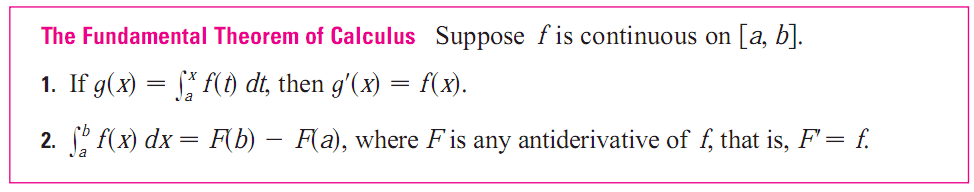 The Fundamental Theorem of Calculus Suppose f is continuous on [a, b].
1. If g(x) = ∫ₐˣ f(t) dt, then g′(x) = f(x).
2. ∫ₐᵇ f(x) dx = F(b) − F(a), where F is any antiderivative of f, that is, F′ = f.